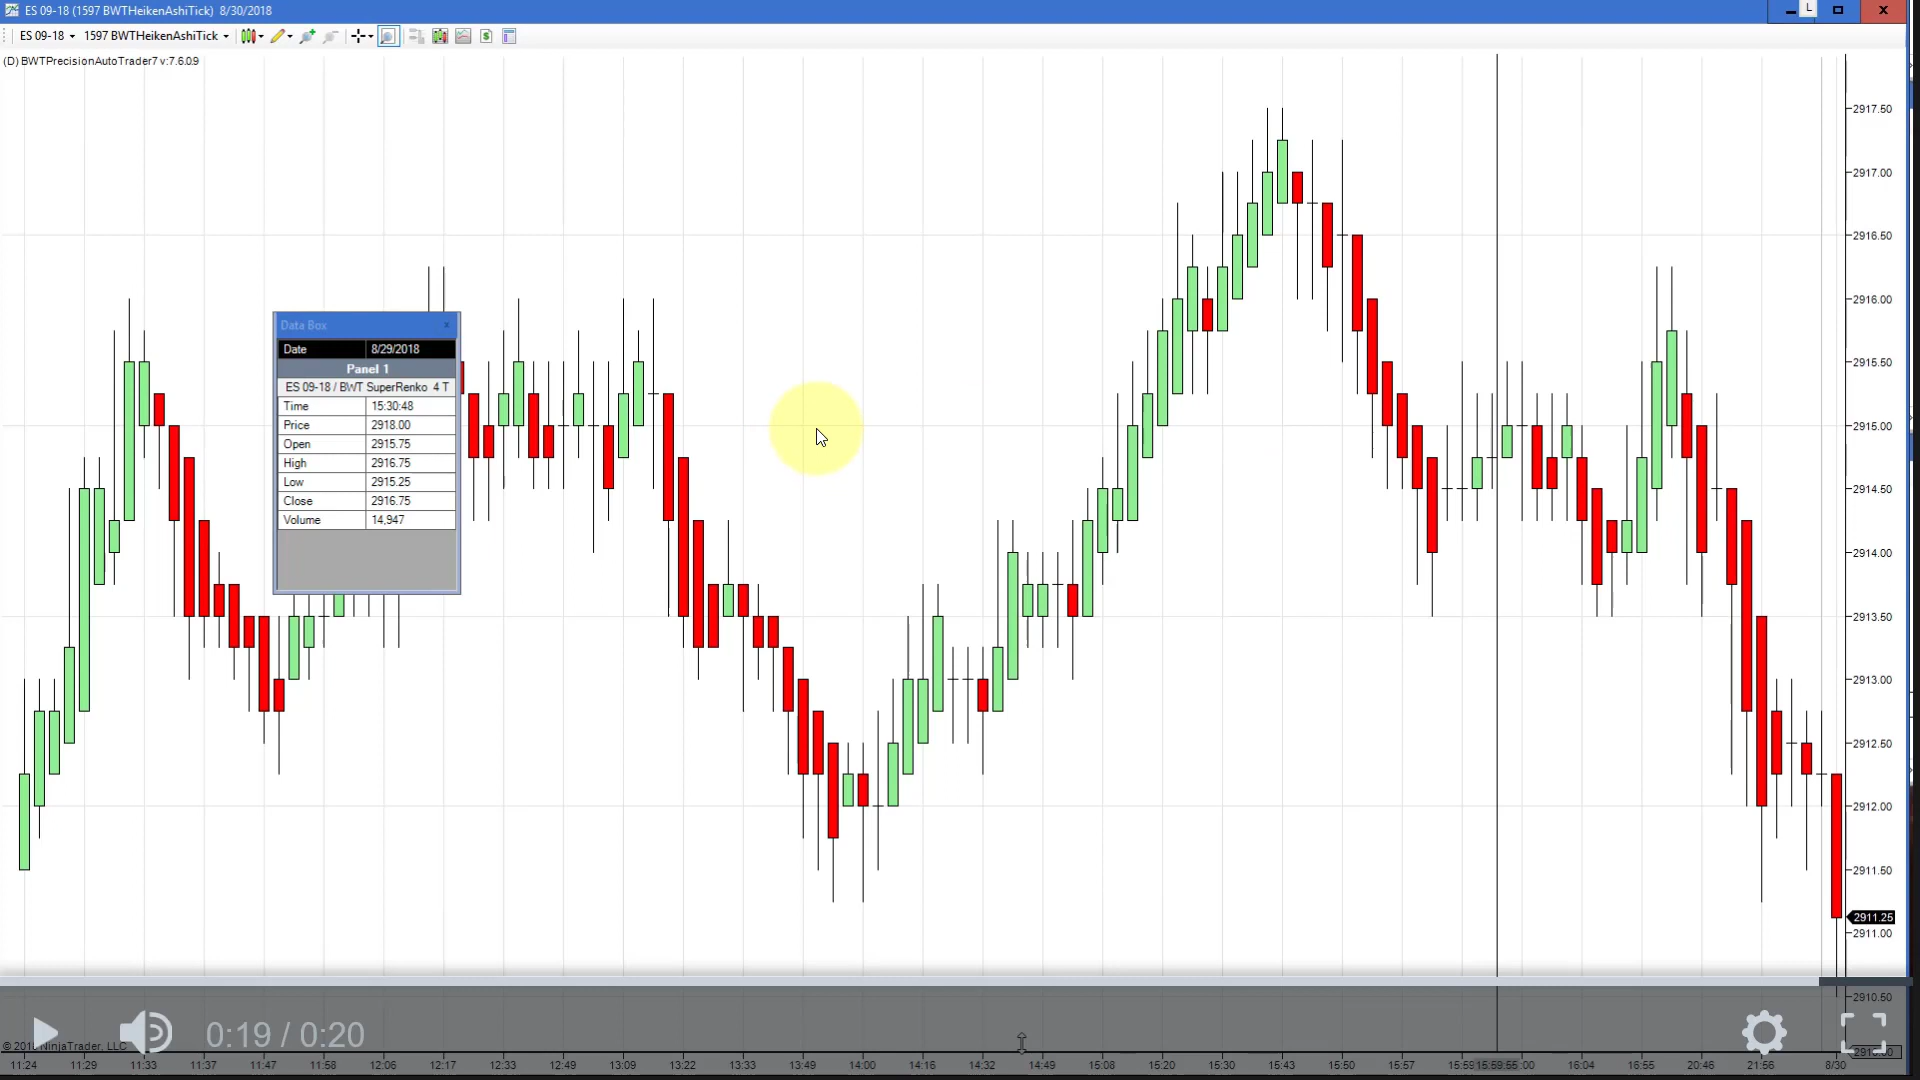 ES 09-18 (1597 BWTHeikenAshiTick)  8/30/2018
L
ES 09-18
1597 BWTHeikenAshiTick
(D) BWTPrecisionAutoTrader7 v:7.6.0.9
2917.50
2917.00
2916.50
2916.00
2915.50
2915.00
2914.50
2914.00
2913.50
2913.00
2912.50
2912.00
2911.50
2911.25
2911.00
2910.50
Data Box x
Date 8/29/2018
Panel 1
ES 09-18 / BWT SuperRenko 4 T
Time 15:30:48
Price 2918.00
Open 2915.75
High 2916.75
Low 2915.25
Close 2916.75
Volume 14,947
0:19 / 0:20
NinjaTrader, LLC
11:24 11:29 11:33 11:37 11:47 11:58 12:06 12:17 12:33 12:49 13:09 13:22 13:33 13:49 14:00 14:16 14:32 14:49 15:08 15:20 15:30 15:43 15:50 15:57 15:59 15:59:55 16:04 16:55 20:46 21:56 8/30